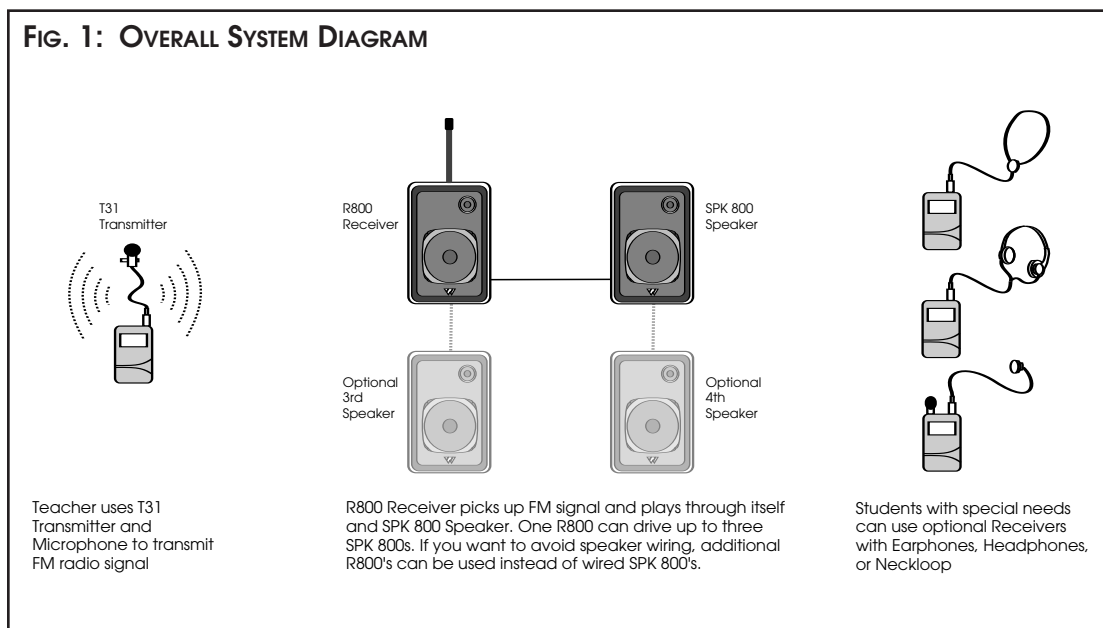 FIG. 1: OVERALL SYSTEM DIAGRAM
T31
Transmitter
R800
Receiver
SPK 800
Speaker
Optional
3rd
Speaker
Optional
4th
Speaker
Teacher uses T31
Transmitter and
Microphone to transmit
FM radio signal
R800 Receiver picks up FM signal and plays through itself
and SPK 800 Speaker. One R800 can drive up to three
SPK 800s. If you want to avoid speaker wiring, additional
R800's can be used instead of wired SPK 800's.
Students with special needs
can use optional Receivers
with Earphones, Headphones,
or Neckloop